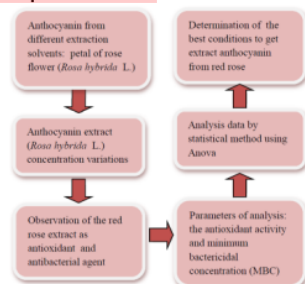 Anthocyanin from
different extraction
solvents: petal of rose
flower (Rosa hybrida L.)
Anthocyanin extract
(Rosa hybrida L.)
concentration variations
Observation of the red
rose extract as
antioxidant and
antibacterial agent
Parameters of analysis:
the antioxidant activity
and minimum
bactericidal
concentration (MBC)
Analysis data by
statistical method using
Anova
Determination of the
best conditions to get
extract anthocyanin
from red rose